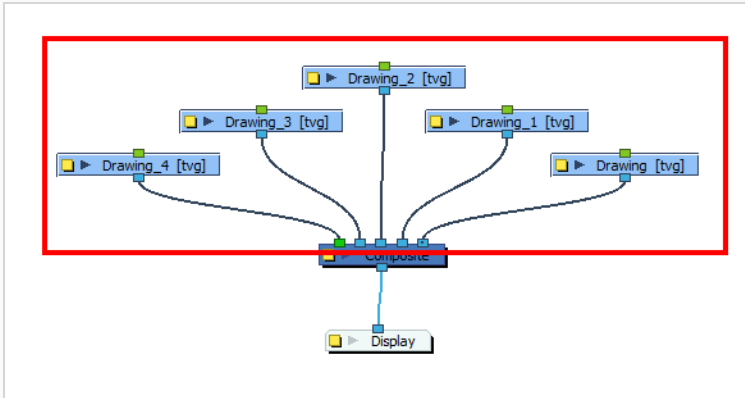 Drawing_2 [tvg]
Drawing_3 [tvg]
Drawing_1 [tvg]
Drawing_4 [tvg]
Drawing [tvg]
Composite
Display